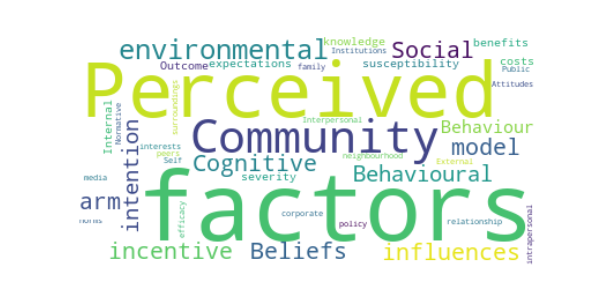 environmental
knowledge
Institutions
Social
benefits
Outcome
expectations
family
susceptibility
costs
Public
Perceived
Attitudes
surroundings
Internal
Normative
Interpersonal
Community
Behaviour
intention
interests
peers
Self
Cognitive
neighbourhood
model
External
media
severity
Behavioural
arm
factors
norms
efficacy
corporate
policy
relationship
intrapersonal
incentive
Beliefs
influences